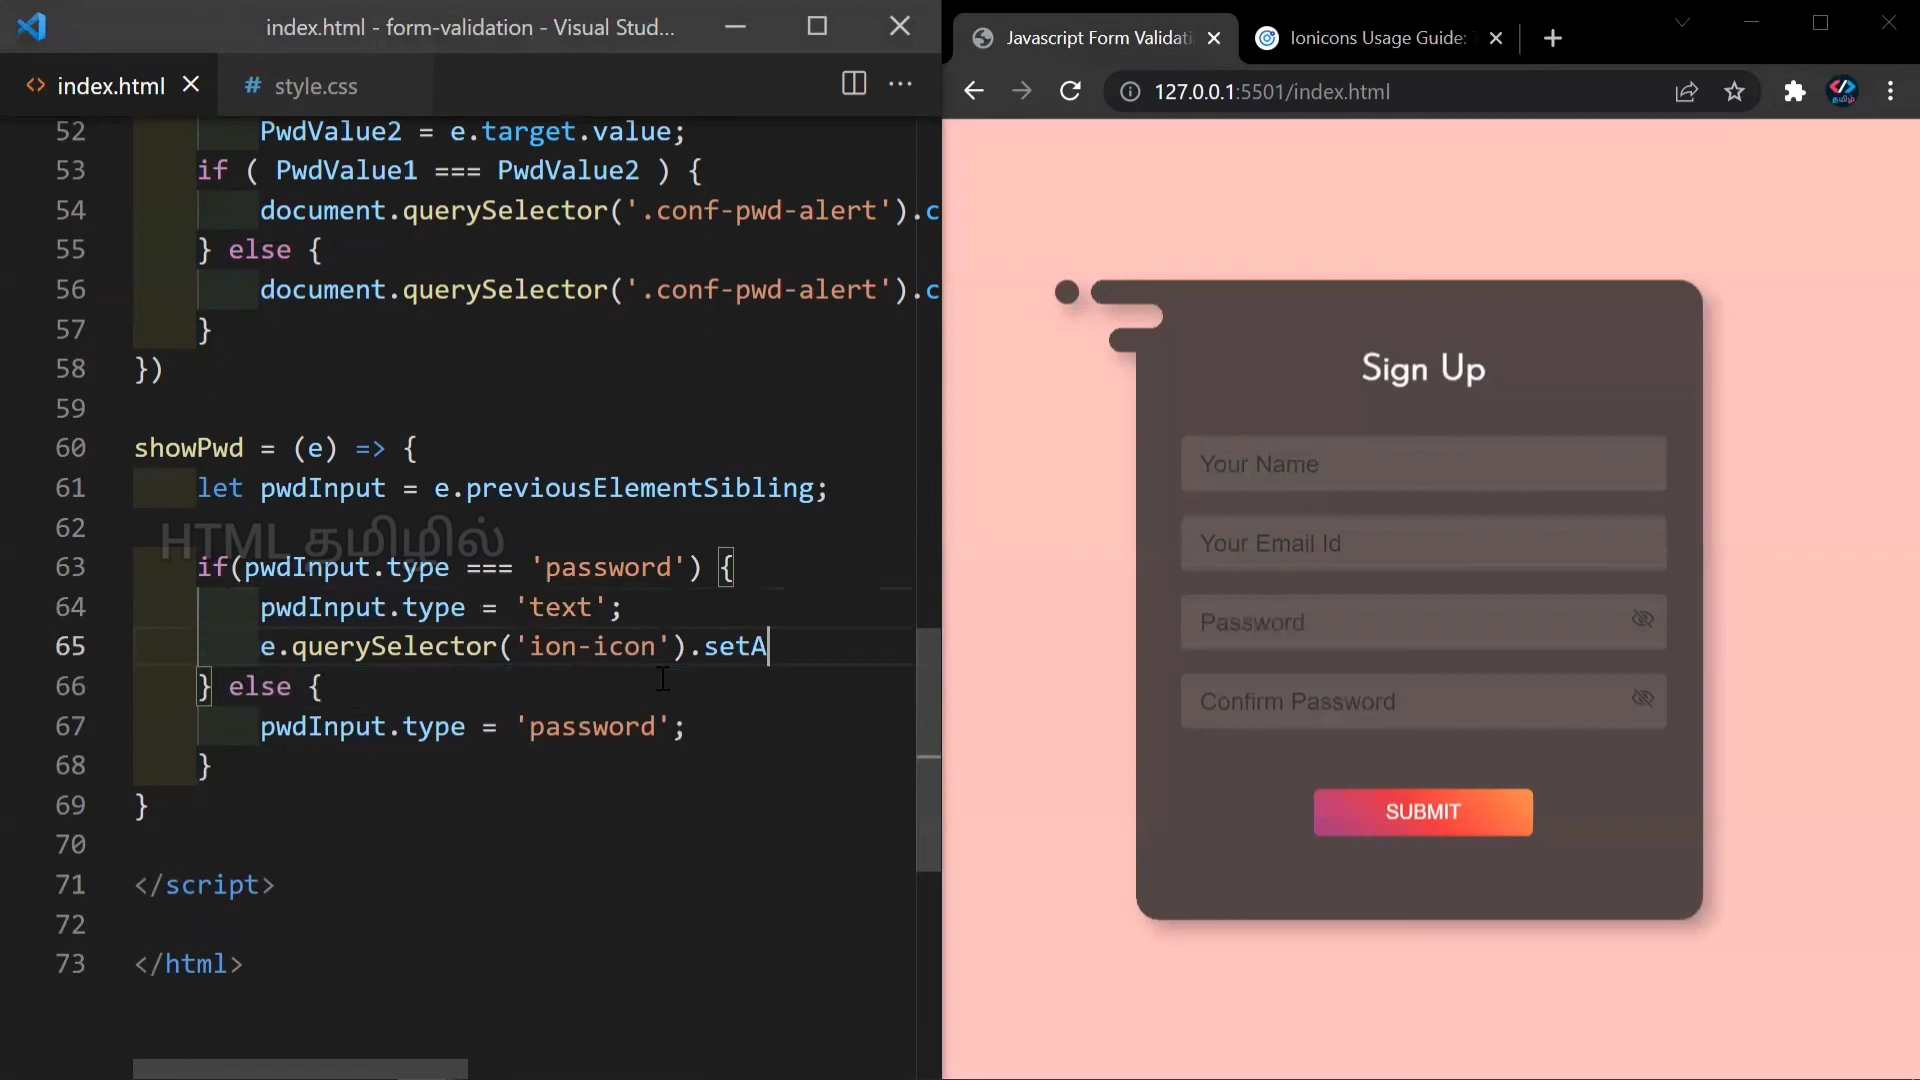 index.html - form-validation - Visual Stud...
index.html
# style.css
52 PwdValue2 = e.target.value;
53 if ( PwdValue1 === PwdValue2 ) {
54 document.querySelector('.conf-pwd-alert').c
55 } else {
56 document.querySelector('.conf-pwd-alert').c
57 }
58 })
59
60 showPwd = (e) => {
61 let pwdInput = e.previousElementSibling;
62
HTML தமிழில்
63 if(pwdInput.type === 'password') {
64 pwdInput.type = 'text';
65 e.querySelector('ion-icon').setA
66 } else {
67 pwdInput.type = 'password';
68 }
69 }
70
71 </script>
72
73 </html>
Javascript Form Validati
Ionicons Usage Guide:
127.0.0.1:5501/index.html
தமிழ்
Sign Up
Your Name
Your Email Id
Password
Confirm Password
SUBMIT